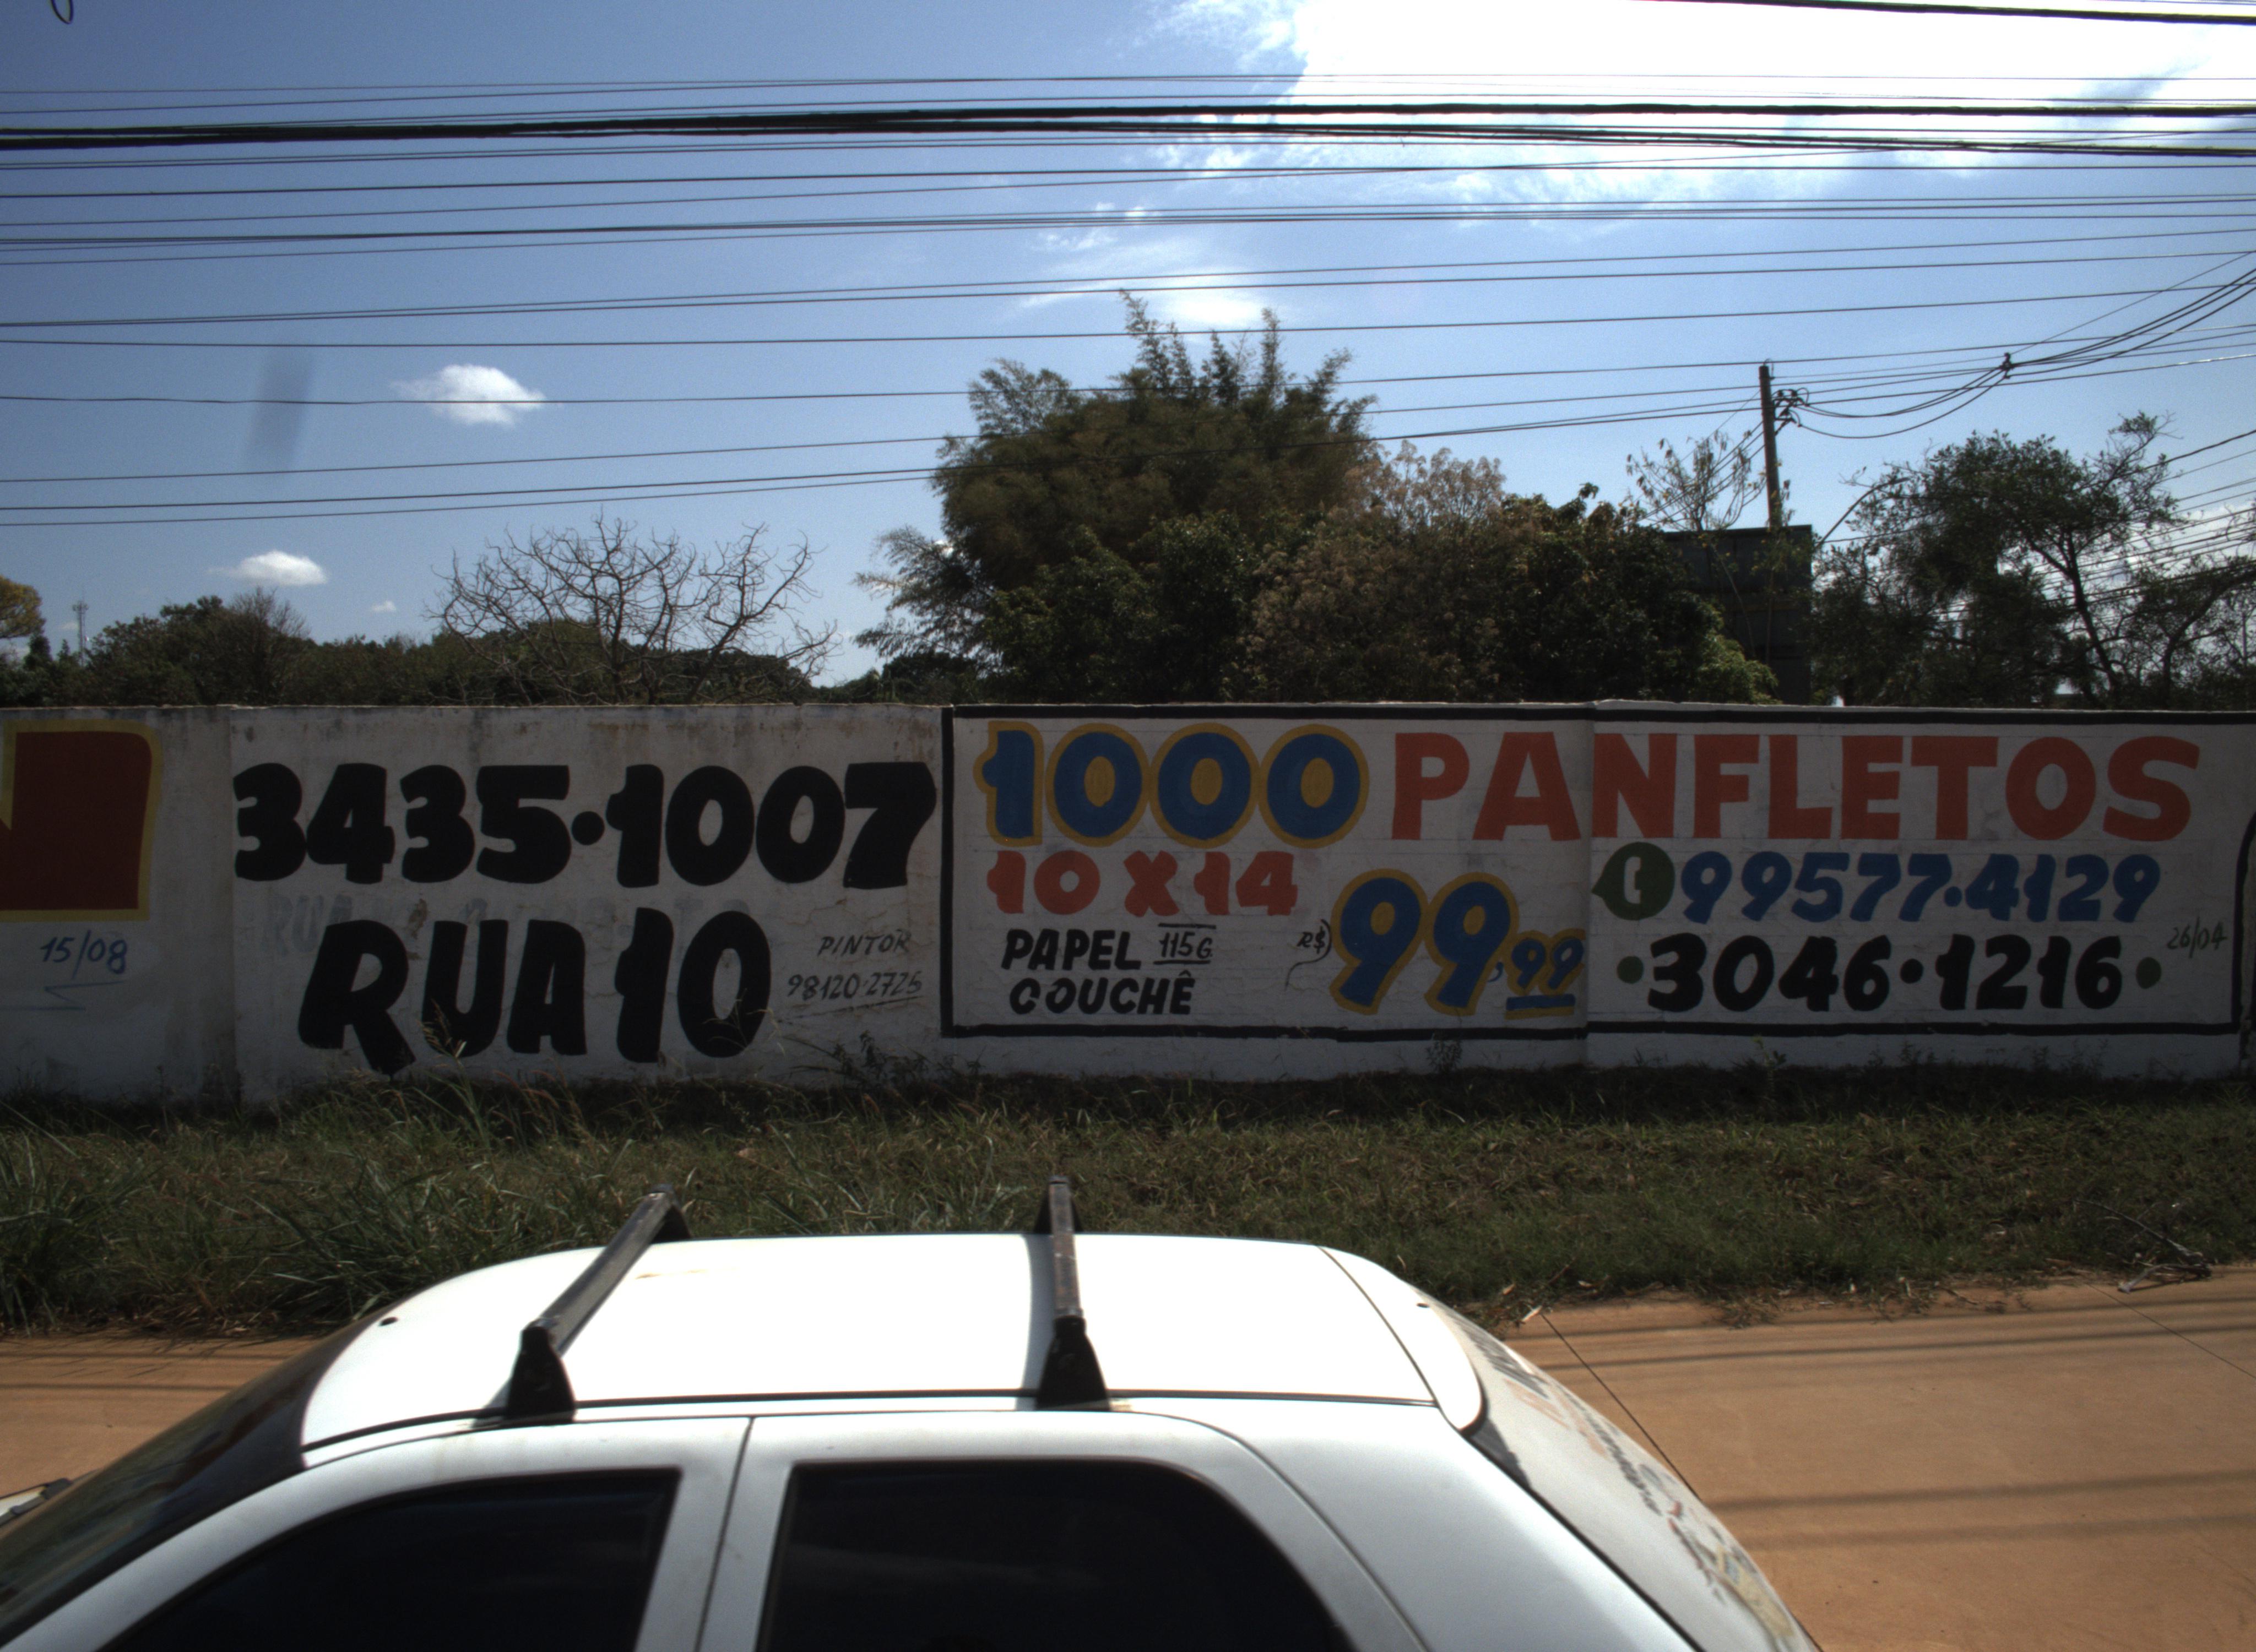 15/08
3435·1007
RUA 10
PINTOR
98120·2725
1000 PANFLETOS
10 X 14
PAPEL 115G
COUCHÊ
R$ 99,99
99577·4129
·3046·1216·
26/04